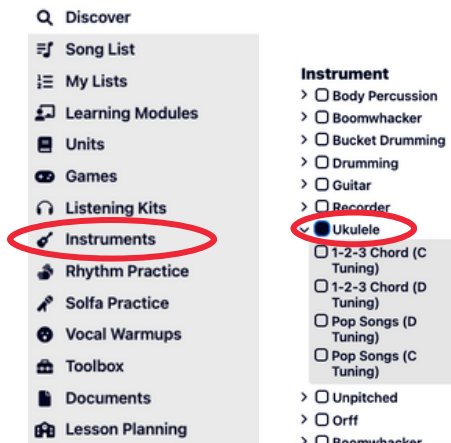 Discover
Song List
My Lists
Learning Modules
Units
Games
Listening Kits
Instruments
Rhythm Practice
Solfa Practice
Vocal Warmups
Toolbox
Documents
Lesson Planning
Instrument
Body Percussion
Boomwhacker
Bucket Drumming
Drumming
Guitar
Recorder
Ukulele
1-2-3 Chord (C
Tuning)
1-2-3 Chord (D
Tuning)
Pop Songs (D
Tuning)
Pop Songs (C
Tuning)
Unpitched
Orff
Boomwhacker